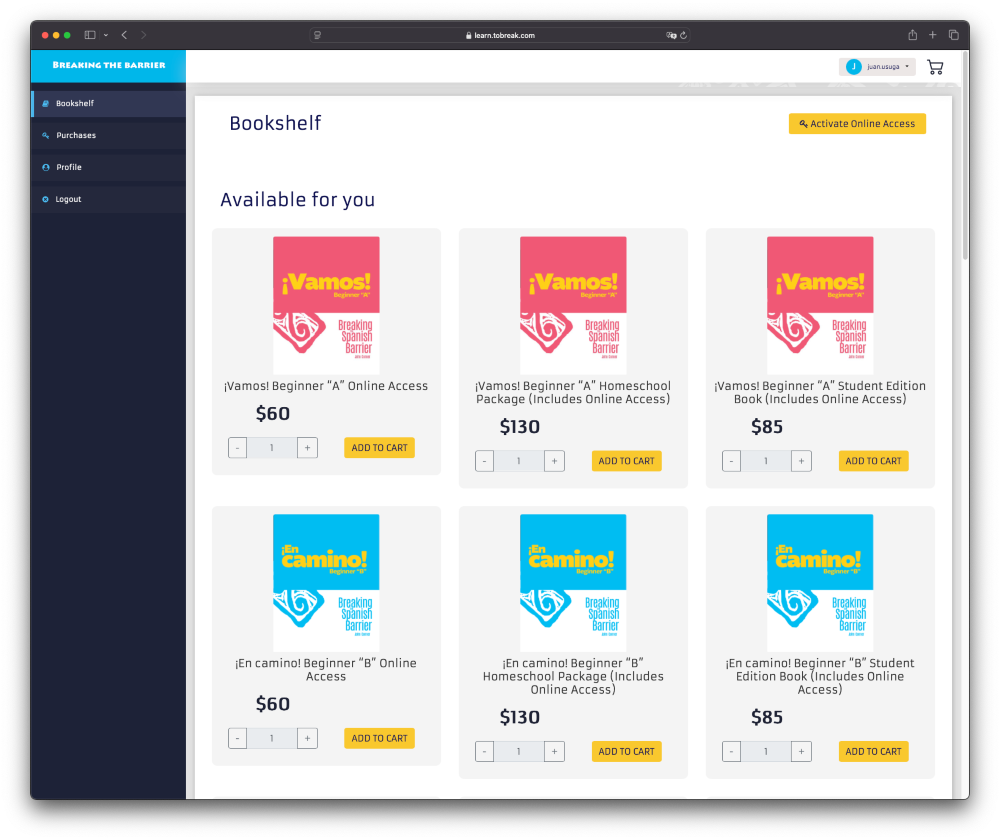 learn.tobreak.com
BREAKING THE BARRIER
J juan.usuga
Bookshelf
Purchases
Profile
Logout
Bookshelf
Activate Online Access
Available for you
¡Vamos!
Beginner “A”
Breaking
Spanish
Barrier
¡Vamos! Beginner “A” Online Access
$60
- 1 +
ADD TO CART
¡Vamos!
Beginner “A”
Breaking
Spanish
Barrier
¡Vamos! Beginner “A” Homeschool
Package (Includes Online Access)
$130
- 1 +
ADD TO CART
¡Vamos!
Beginner “A”
Breaking
Spanish
Barrier
¡Vamos! Beginner “A” Student Edition
Book (Includes Online Access)
$85
- 1 +
ADD TO CART
¡En
camino!
Beginner “B”
Breaking
Spanish
Barrier
¡En camino! Beginner “B” Online
Access
$60
- 1 +
ADD TO CART
¡En
camino!
Beginner “B”
Breaking
Spanish
Barrier
¡En camino! Beginner “B”
Homeschool Package (Includes
Online Access)
$130
- 1 +
ADD TO CART
¡En
camino!
Beginner “B”
Breaking
Spanish
Barrier
¡En camino! Beginner “B” Student
Edition Book (Includes Online
Access)
$85
- 1 +
ADD TO CART